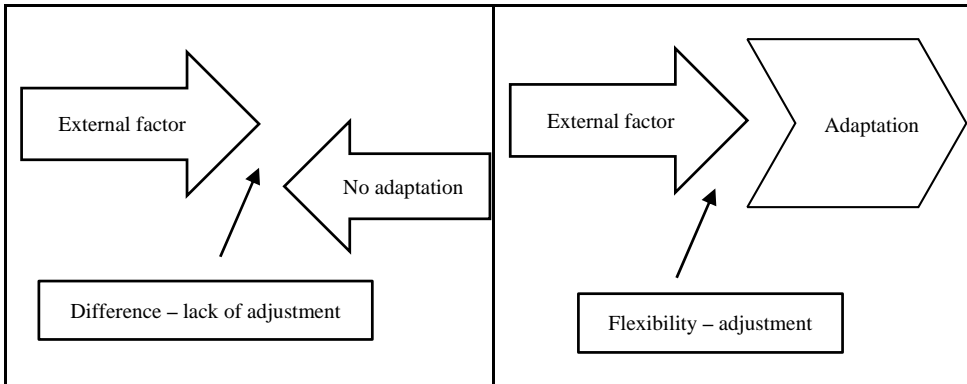 External factor
No adaptation
Difference – lack of adjustment
External factor
Adaptation
Flexibility – adjustment